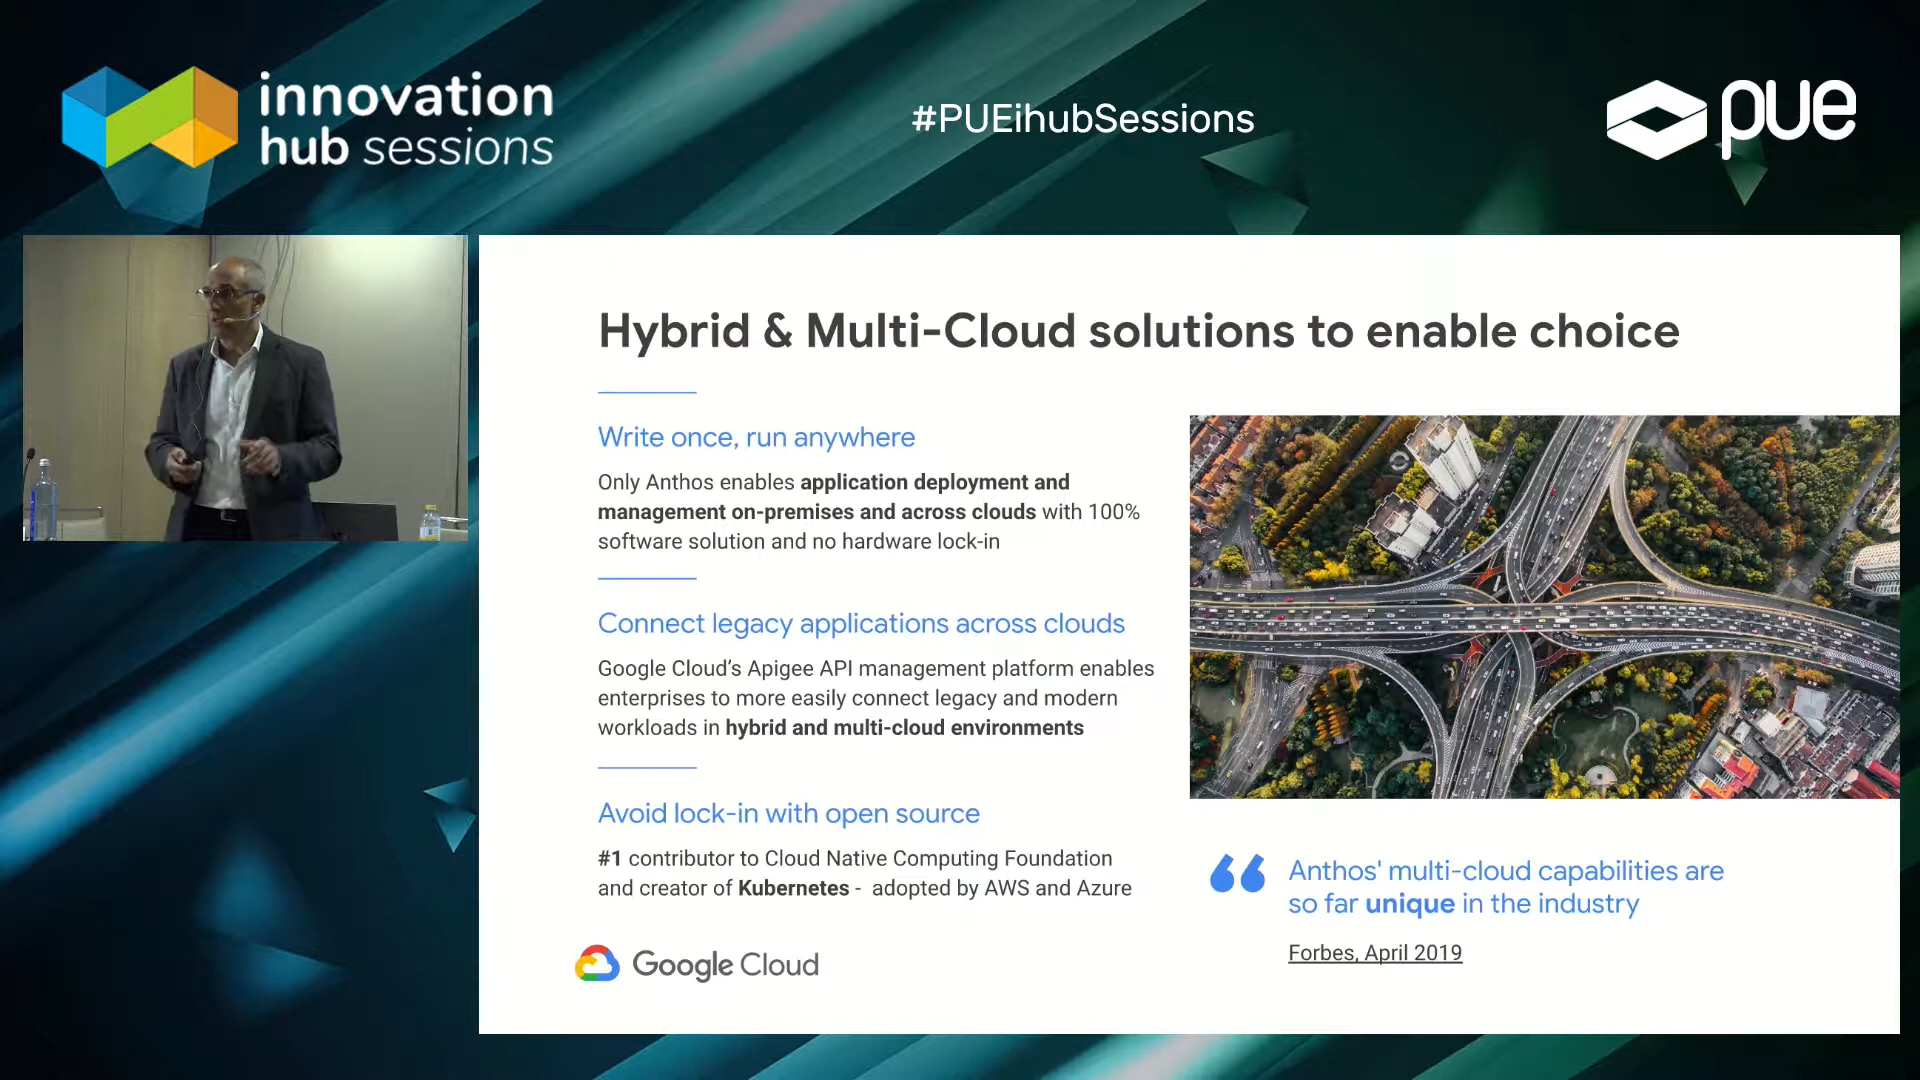 innovation
hub sessions
#PUEihubSessions
pue
Hybrid & Multi-Cloud solutions to enable choice
Write once, run anywhere
Only Anthos enables application deployment and
management on-premises and across clouds with 100%
software solution and no hardware lock-in
Connect legacy applications across clouds
Google Cloud’s Apigee API management platform enables
enterprises to more easily connect legacy and modern
workloads in hybrid and multi-cloud environments
Avoid lock-in with open source
#1 contributor to Cloud Native Computing Foundation
and creator of Kubernetes - adopted by AWS and Azure
Google Cloud
“ Anthos' multi-cloud capabilities are
so far unique in the industry
Forbes, April 2019